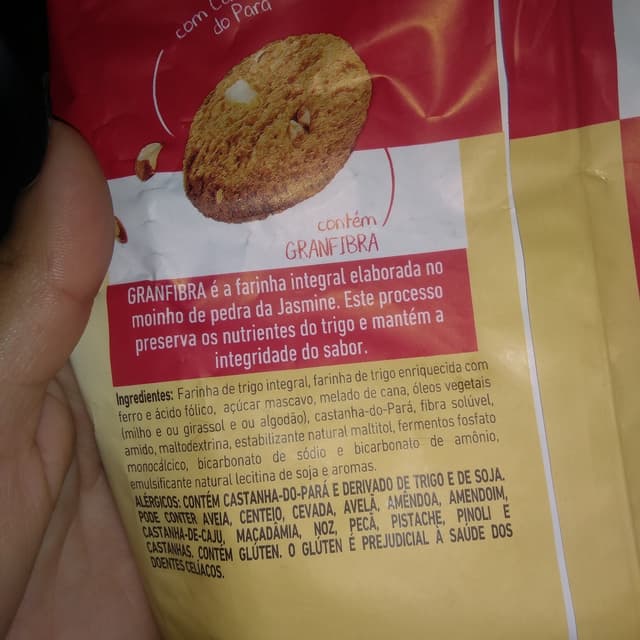 com Ca
do Pará
contém
GRANFIBRA
GRANFIBRA é a farinha integral elaborada no
moinho de pedra da Jasmine. Este processo
preserva os nutrientes do trigo e mantém a
integridade do sabor.
Ingredientes: Farinha de trigo integral, farinha de trigo enriquecida com
ferro e ácido fólico, açúcar mascavo, melado de cana, óleos vegetais
(milho e ou girassol e ou algodão), castanha-do-Pará, fibra solúvel,
amido, maltodextrina, estabilizante natural maltitol, fermentos fosfato
monocálcico, bicarbonato de sódio e bicarbonato de amônio,
emulsificante natural lecitina de soja e aromas.
ALÉRGICOS: CONTÉM CASTANHA-DO-PARÁ E DERIVADO DE TRIGO E DE SOJA.
PODE CONTER AVEIA, CENTEIO, CEVADA, AVELÃ, AMÊNDOA, AMENDOIM,
CASTANHA-DE-CAJU, MACADÂMIA, NOZ, PECÃ, PISTACHE, PINOLI E
CASTANHAS. CONTÉM GLÚTEN. O GLÚTEN É PREJUDICIAL À SAÚDE DOS
DOENTES CELÍACOS.